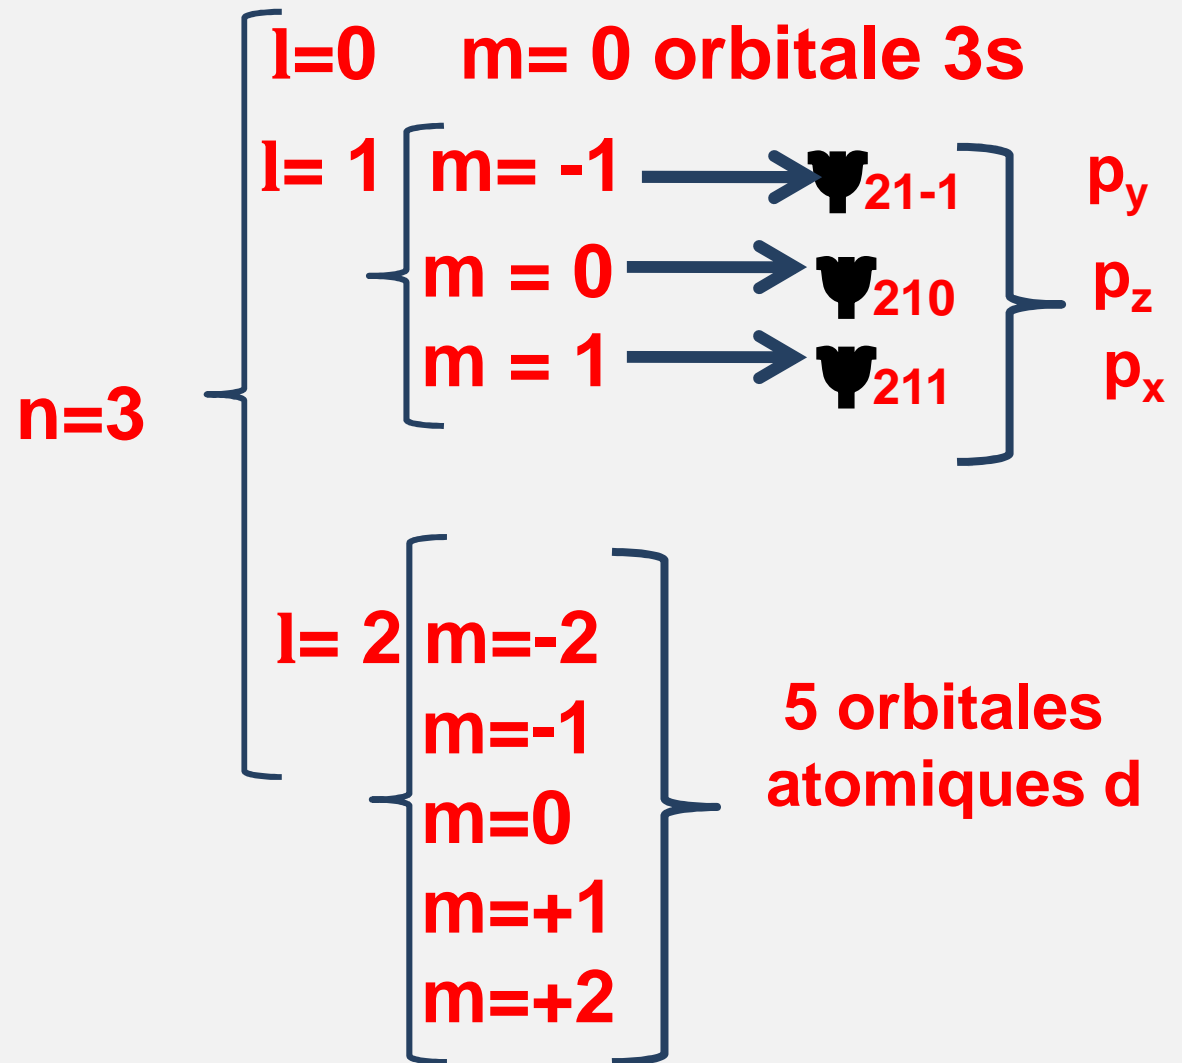 l=0 m= 0 orbitale 3s
l= 1 m= -1 Ψ21-1 py
m = 0 Ψ210 pz
m = 1 Ψ211 px
n=3
l= 2 m=-2
m=-1
m=0
m=+1
m=+2
5 orbitales
atomiques d